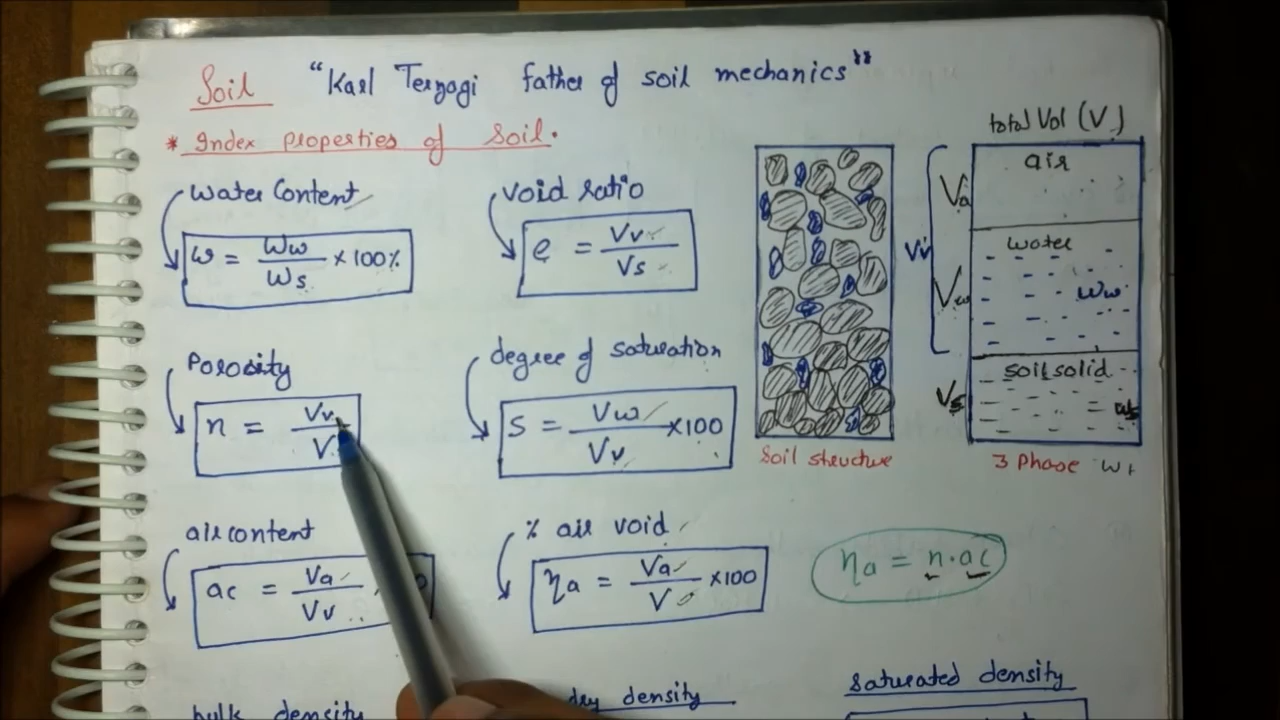 Soil "Karl Terzagi father of soil mechanics"
* Index properties of Soil.
total Vol (V)
water Content
w = Ww / Ws × 100%
void ratio
e = Vv / Vs
Porosity
n = Vv / V
degree of saturation
S = Vw / Vv × 100
air content
ac = Va / Vv
% air void
ηa = Va / V × 100
air
Va
Vv
water
Vw
Ww
soil solid
Vs
Ws
Soil structure
3 Phase
ηa = n·ac
bulk density
dry density
saturated density